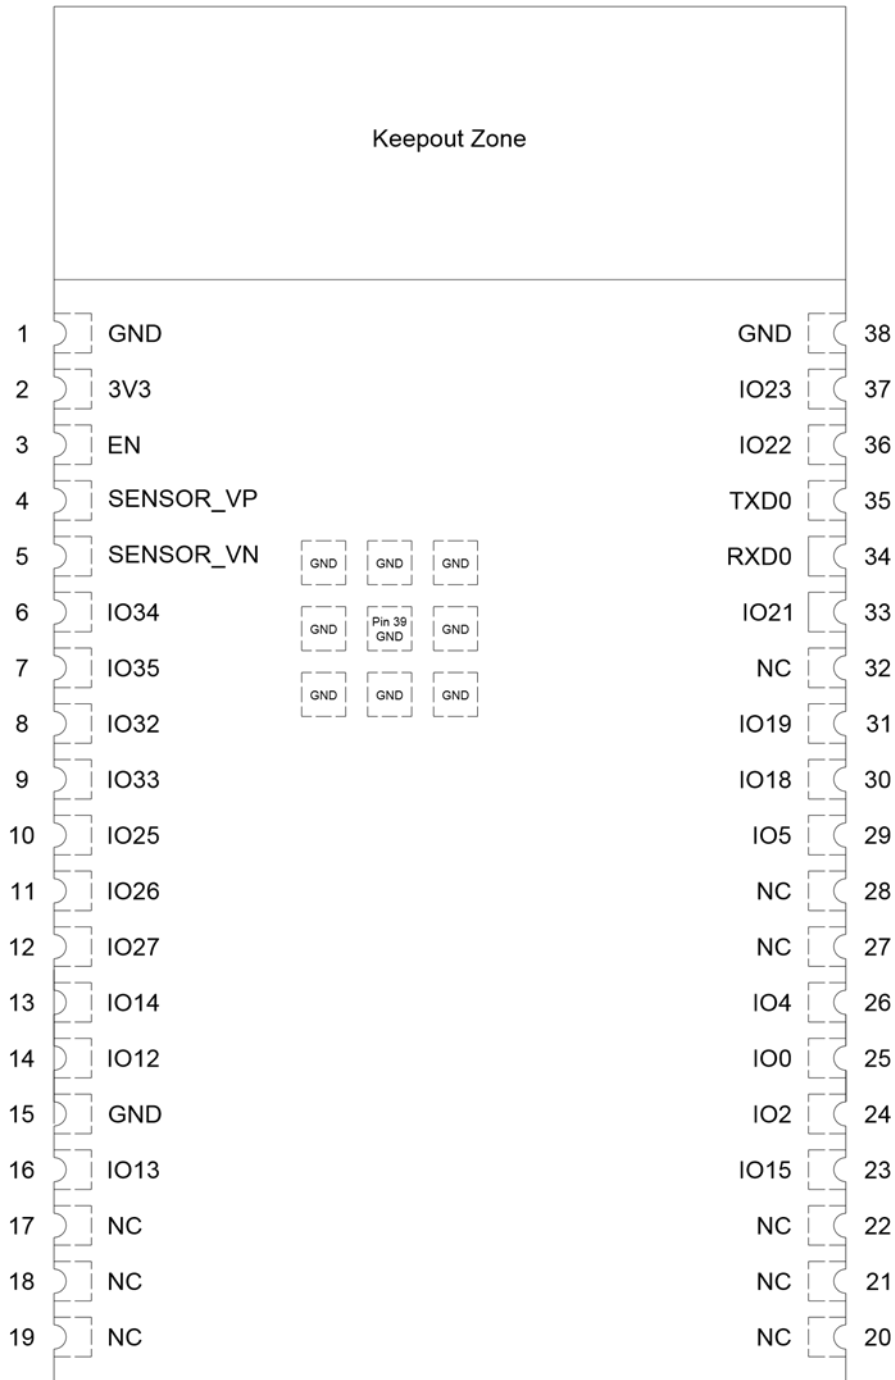 Keepout Zone
1 GND GND 38
2 3V3 IO23 37
3 EN IO22 36
4 SENSOR_VP TXD0 35
5 SENSOR_VN RXD0 34
GND GND GND
6 IO34 IO21 33
GND Pin 39 GND GND
7 IO35 NC 32
GND GND GND
8 IO32 IO19 31
9 IO33 IO18 30
10 IO25 IO5 29
11 IO26 NC 28
12 IO27 NC 27
13 IO14 IO4 26
14 IO12 IO0 25
15 GND IO2 24
16 IO13 IO15 23
17 NC NC 22
18 NC NC 21
19 NC NC 20